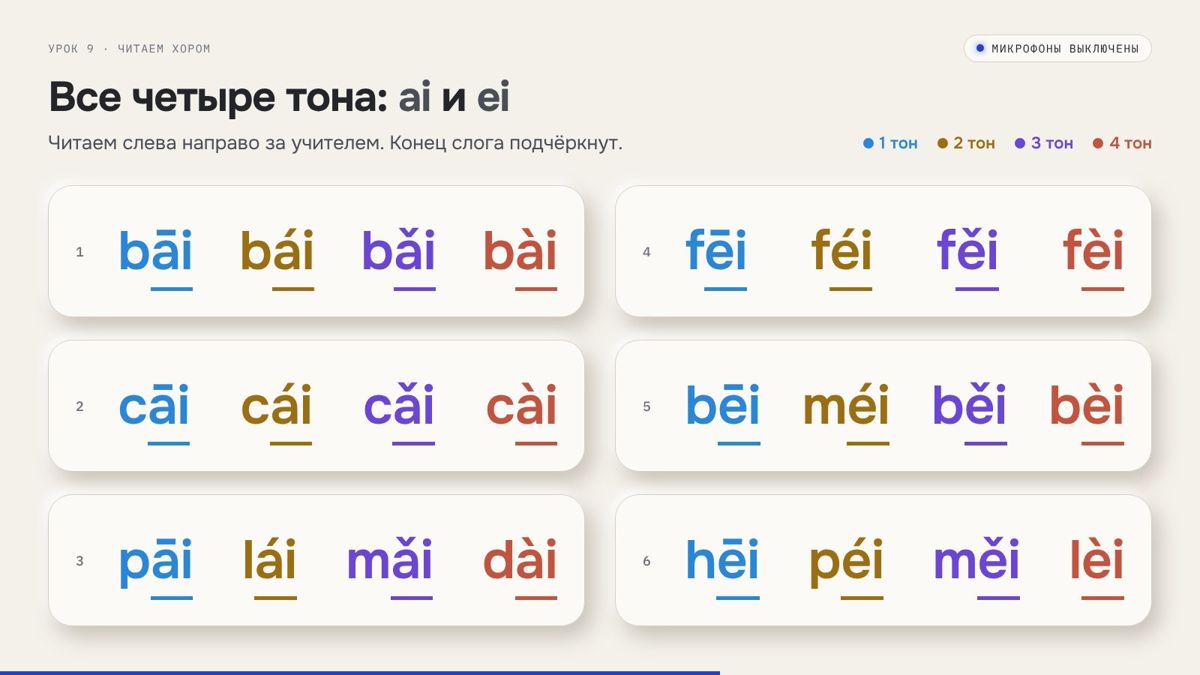 УРОК 9 · ЧИТАЕМ ХОРОМ
МИКРОФОНЫ ВЫКЛЮЧЕНЫ
Все четыре тона: ai и ei
Читаем слева направо за учителем. Конец слога подчёркнут.
1 тон 2 тон 3 тон 4 тон
1 bāi bái bǎi bài
2 cāi cái cǎi cài
3 pāi lái mǎi dài
4 fēi féi fěi fèi
5 bēi méi běi bèi
6 hēi péi měi lèi